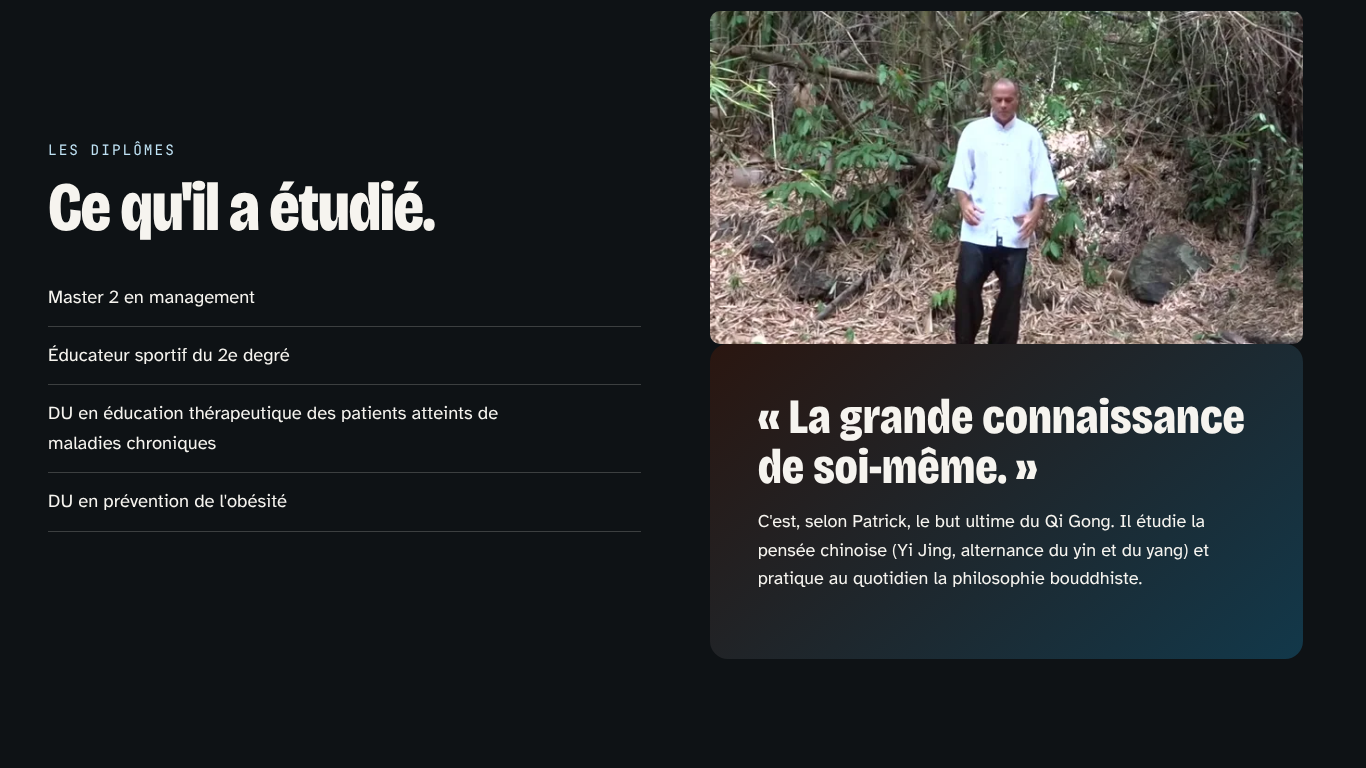 LES DIPLÔMES
Ce qu'il a étudié.
Master 2 en management
Éducateur sportif du 2e degré
DU en éducation thérapeutique des patients atteints de
maladies chroniques
DU en prévention de l'obésité
« La grande connaissance
de soi-même. »
C'est, selon Patrick, le but ultime du Qi Gong. Il étudie la
pensée chinoise (Yi Jing, alternance du yin et du yang) et
pratique au quotidien la philosophie bouddhiste.